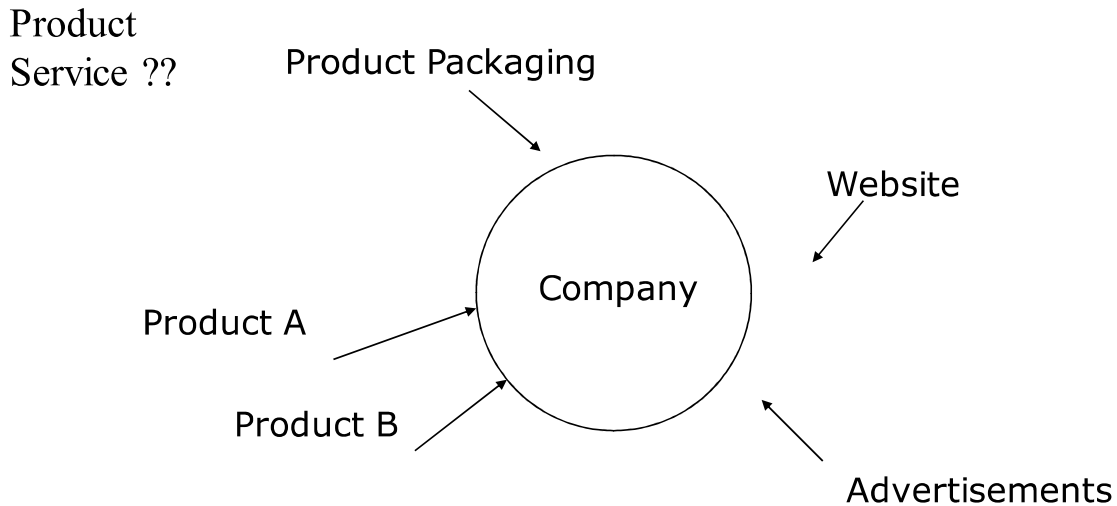 Product
Service ??
Product Packaging
Website
Company
Product A
Product B
Advertisements